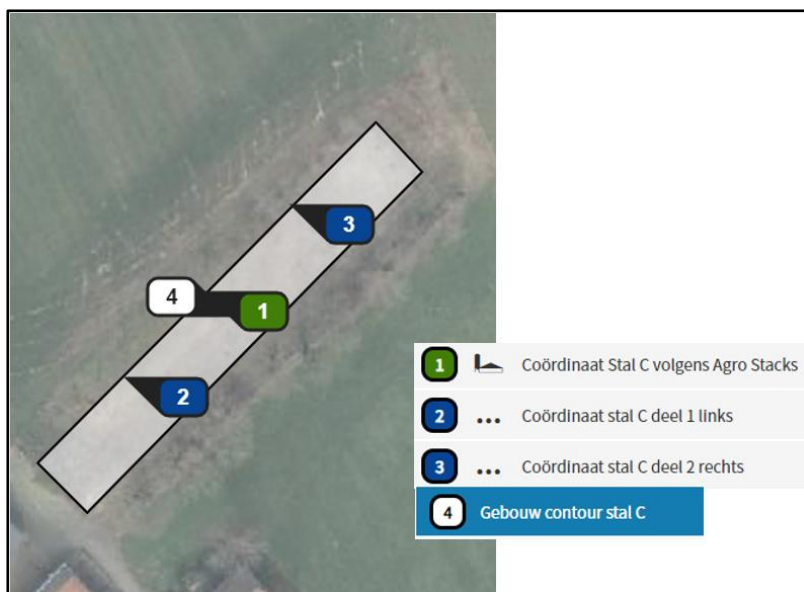 3
4
1
2
1 Coördinaat Stal C volgens Agro Stacks
2 ... Coördinaat stal C deel 1 links
3 ... Coördinaat stal C deel 2 rechts
4 Gebouw contour stal C